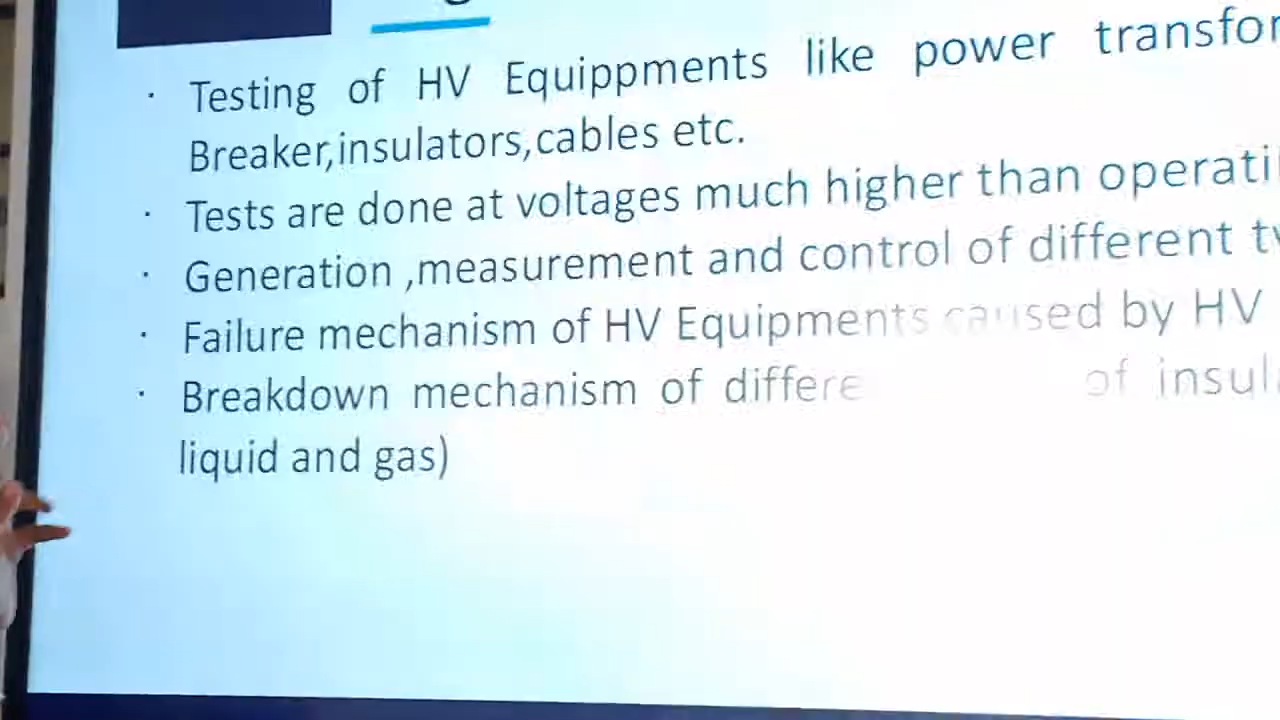 · Testing of HV Equippments like power transfor
Breaker,insulators,cables etc.
· Tests are done at voltages much higher than operati
· Generation ,measurement and control of different
· Failure mechanism of HV Equipments caused by HV
· Breakdown mechanism of differe of insul
liquid and gas)